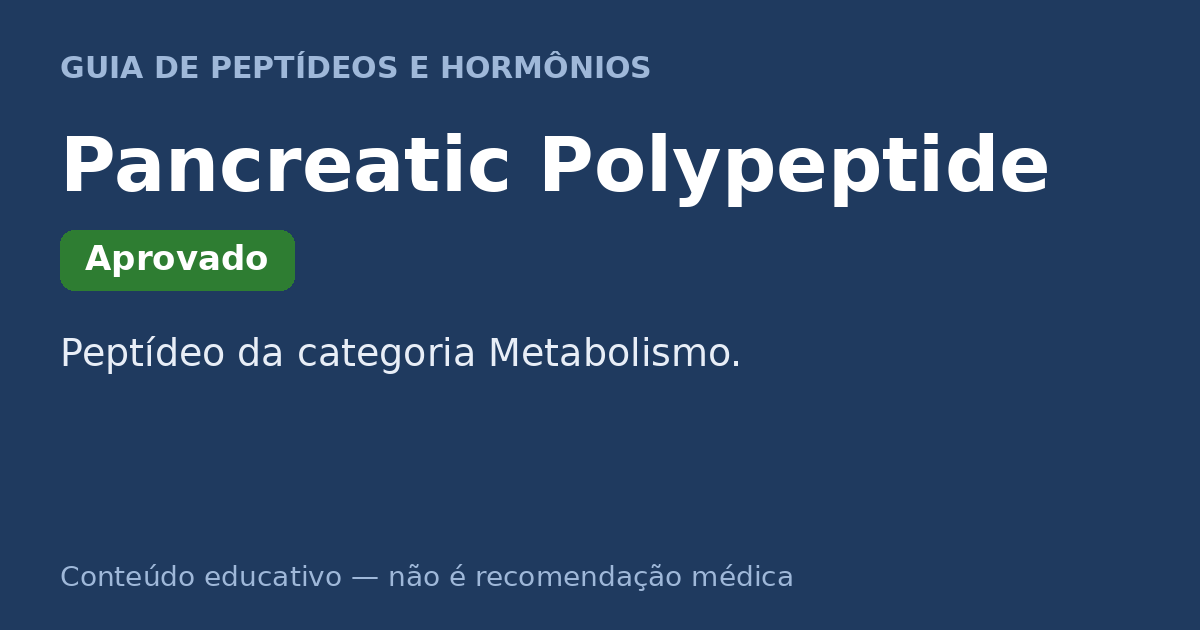 GUIA DE PEPTÍDEOS E HORMÔNIOS
Pancreatic Polypeptide
Aprovado
Peptídeo da categoria Metabolismo.
Conteúdo educativo — não é recomendação médica